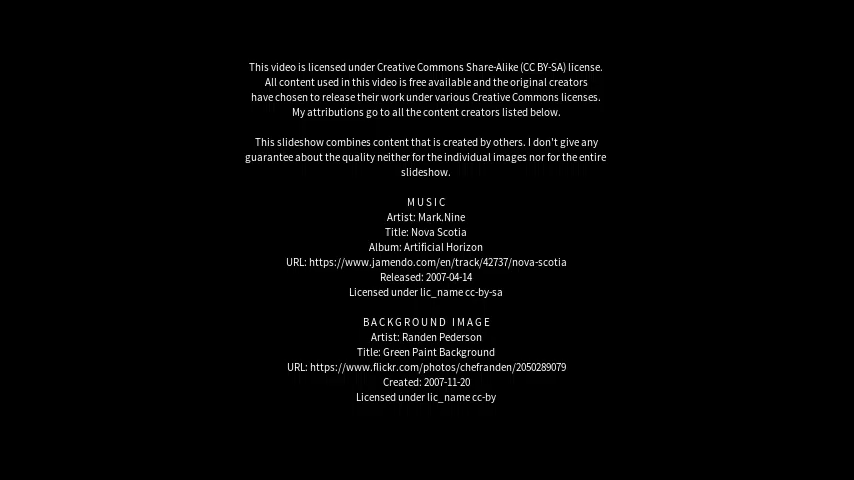 This video is licensed under Creative Commons Share-Alike (CC BY-SA) license.
All content used in this video is free available and the original creators
have chosen to release their work under various Creative Commons licenses.
My attributions go to all the content creators listed below.
This slideshow combines content that is created by others. I don't give any
guarantee about the quality neither for the individual images nor for the entire
slideshow.
MUSIC
Artist: Mark.Nine
Title: Nova Scotia
Album: Artificial Horizon
URL: https://www.jamendo.com/en/track/42737/nova-scotia
Released: 2007-04-14
Licensed under lic_name cc-by-sa
BACKGROUND IMAGE
Artist: Randen Pederson
Title: Green Paint Background
URL: https://www.flickr.com/photos/chefranden/2050289079
Created: 2007-11-20
Licensed under lic_name cc-by